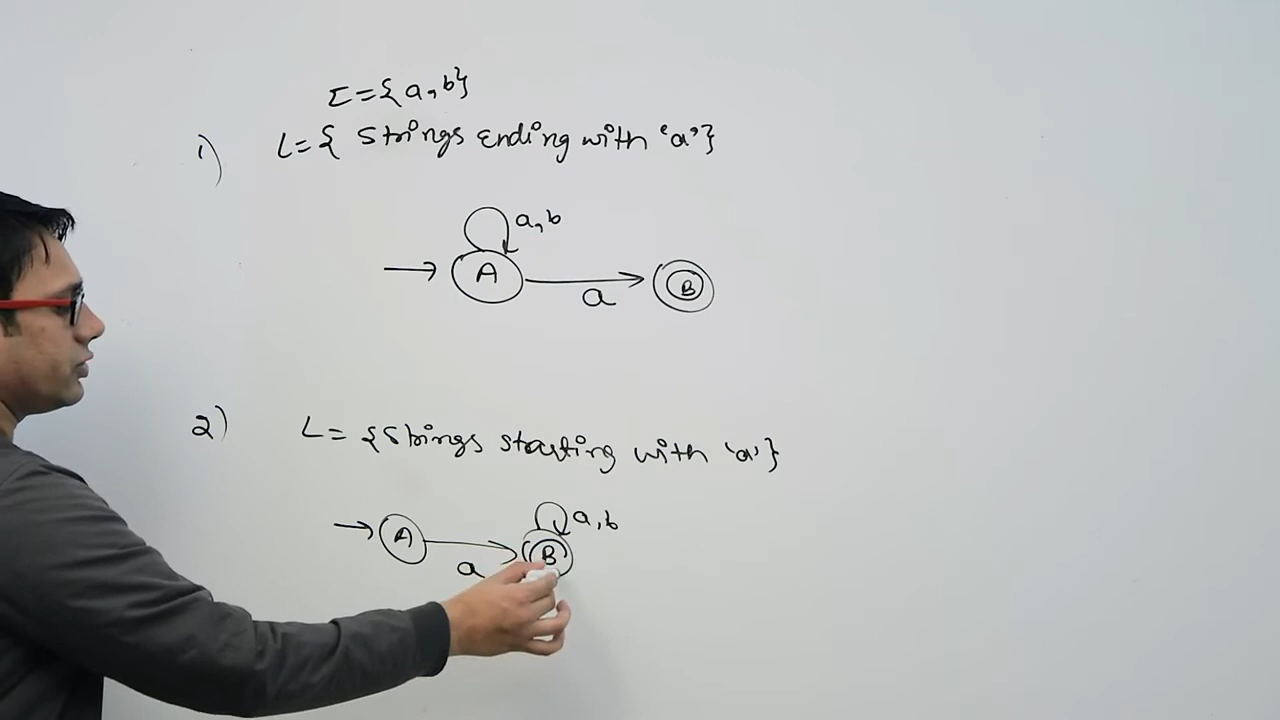 Σ={a,b}
1) L={ Strings Ending with 'a'}
a,b
A
a
B
2) L= {Strings starting with 'a'}
a,b
A
B
a